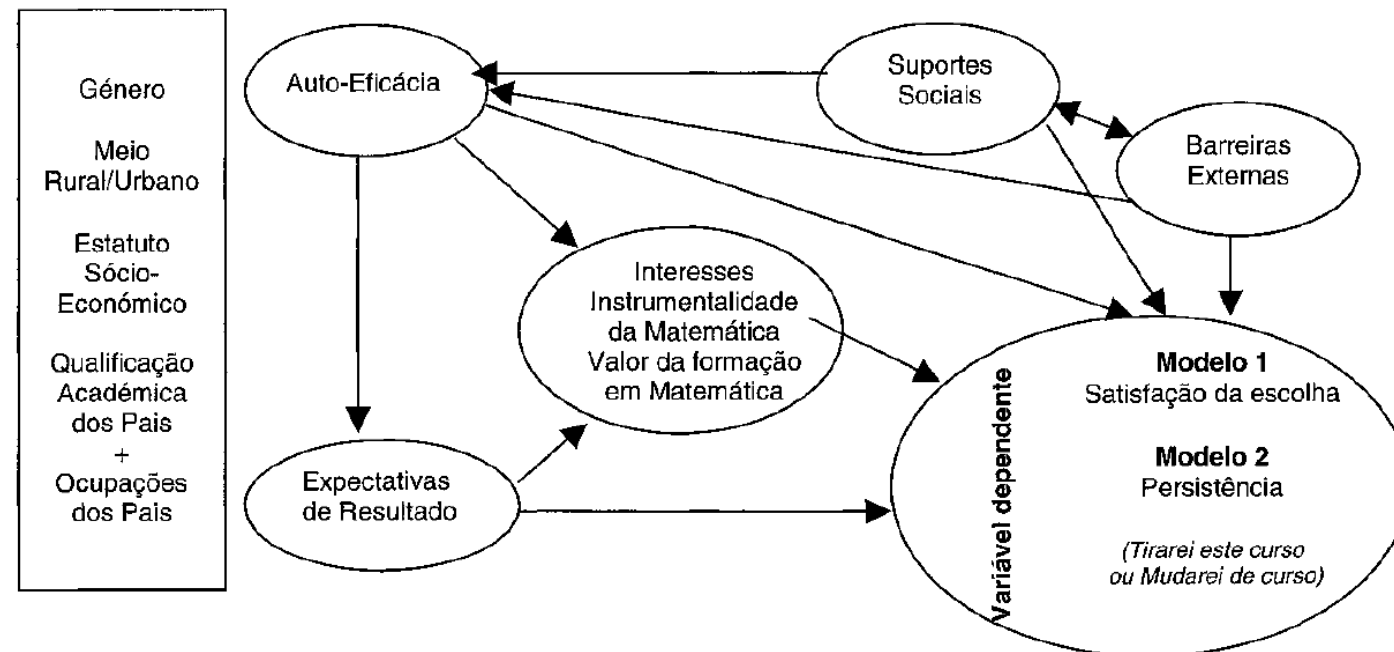 Género
Meio
Rural/Urbano
Estatuto
Sócio-
Económico
Qualificação
Académica
dos Pais
+
Ocupações
dos Pais
Auto-Eficácia
Suportes
Sociais
Barreiras
Externas
Interesses
Instrumentalidade
da Matemática
Valor da formação
em Matemática
Expectativas
de Resultado
Variável dependente
Modelo 1
Satisfação da escolha
Modelo 2
Persistência
(Tirarei este curso
ou Mudarei de curso)